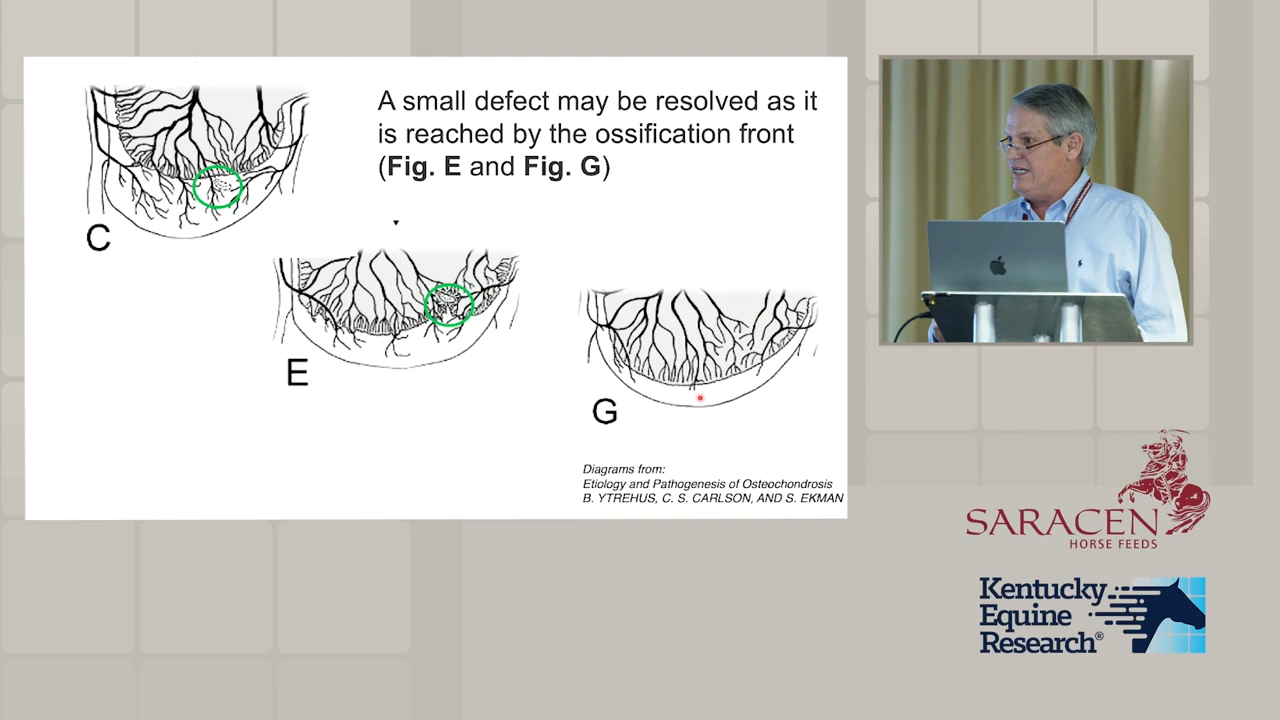 A small defect may be resolved as it
is reached by the ossification front
(Fig. E and Fig. G)
C
E
G
Diagrams from:
Etiology and Pathogenesis of Osteochondrosis
B. YTREHUS, C. S. CARLSON, AND S. EKMAN
SARACEN
HORSE FEEDS
Kentucky
Equine
Research®